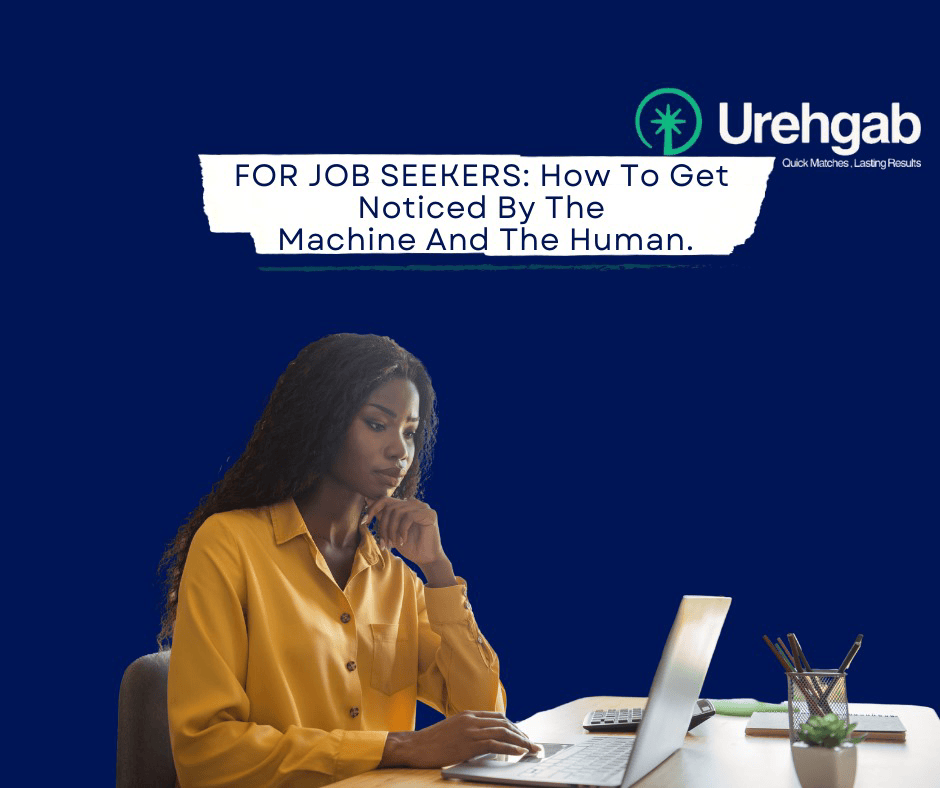 Urehgab
Quick Matches , Lasting Results
FOR JOB SEEKERS: How To Get
Noticed By The
Machine And The Human.